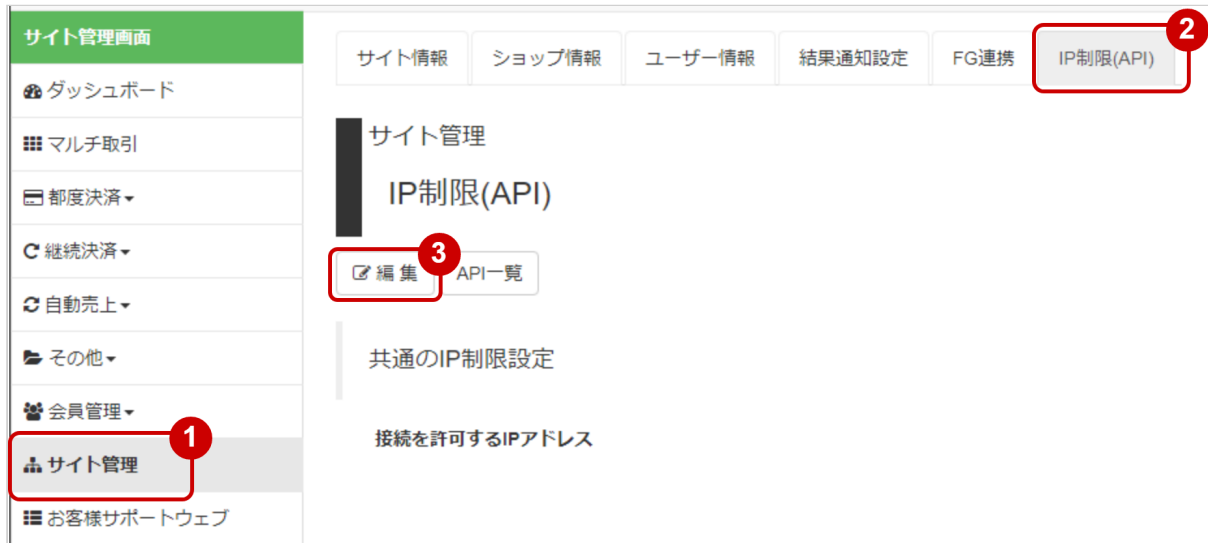 サイト管理画面
ダッシュボード
マルチ取引
都度決済
継続決済
自動売上
その他
会員管理
1
サイト管理
お客様サポートウェブ
サイト情報
ショップ情報
ユーザー情報
結果通知設定
FG連携
IP制限(API)
2
サイト管理
IP制限(API)
3
編 集
API一覧
共通のIP制限設定
接続を許可するIPアドレス